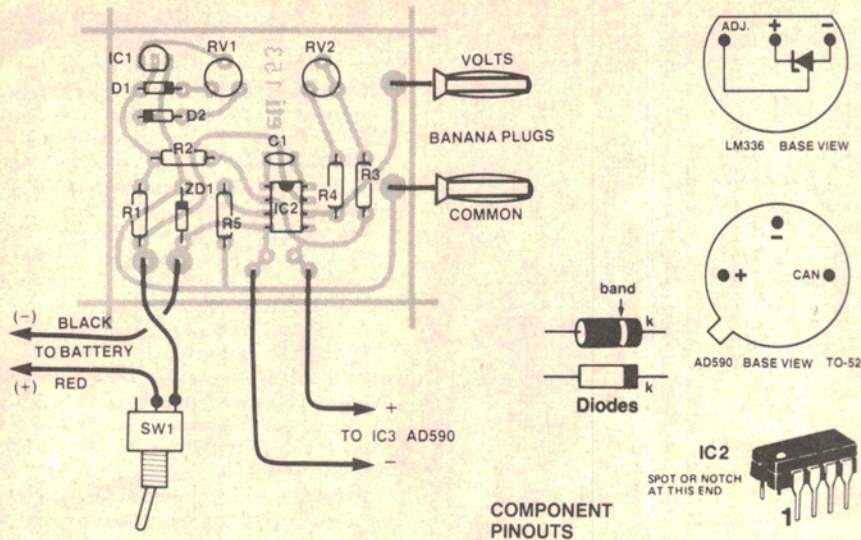 IC1
RV1
RV2
D1
D2
eti 153
R2
C1
R3
R4
R1
ZD1
R5
IC2
VOLTS
BANANA PLUGS
COMMON
(-)
BLACK
TO BATTERY
(+)
RED
SW1
+
TO IC3 AD590
-
ADJ.
+
-
LM336 BASE VIEW
-
+
CAN
AD590 BASE VIEW TO-52
band
k
k
Diodes
IC2
SPOT OR NOTCH
AT THIS END
1
COMPONENT
PINOUTS